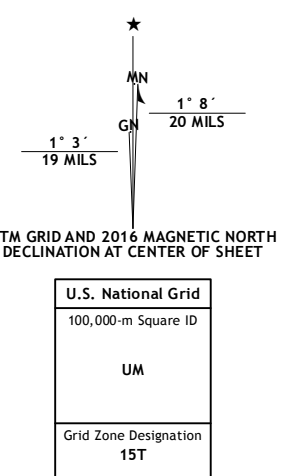 ★
MN
1° 8´
20 MILS
GN
1° 3´
19 MILS
TM GRID AND 2016 MAGNETIC NORTH
DECLINATION AT CENTER OF SHEET
U.S. National Grid
100,000-m Square ID
UM
Grid Zone Designation
15T